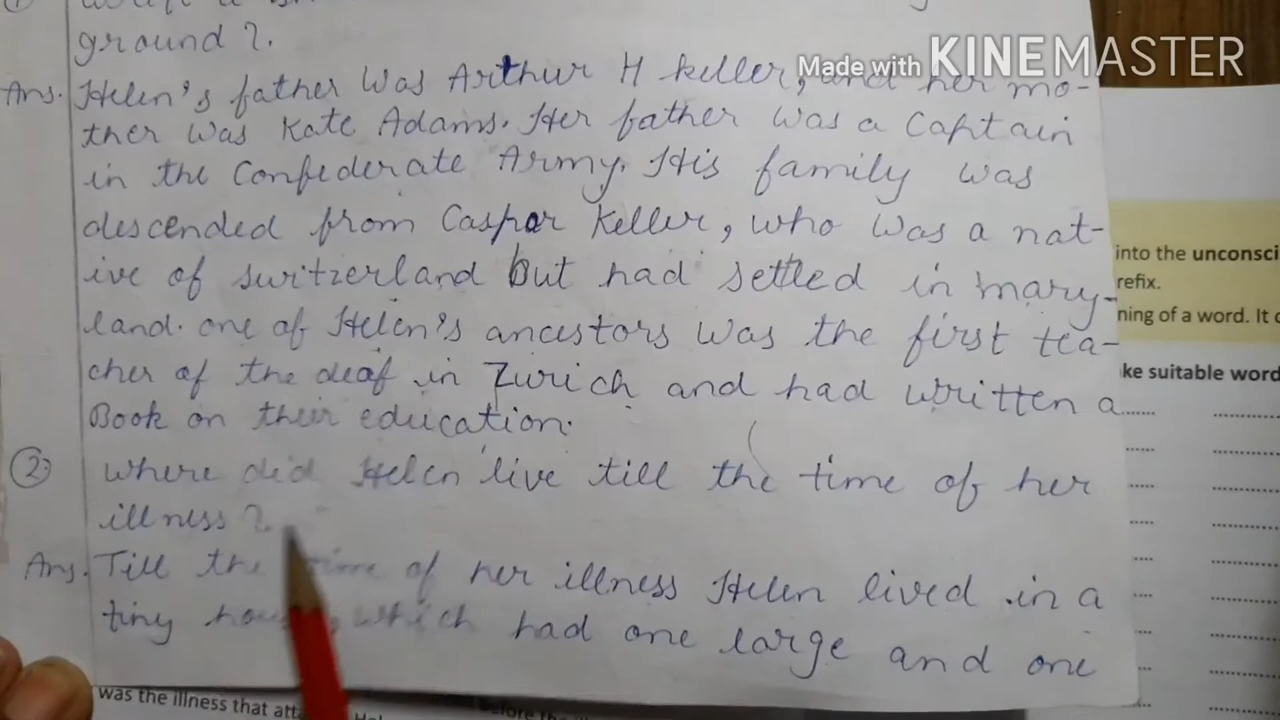 ground ?.
Made with KINEMASTER
Ans. Helen's father was Arthur H keller, and her mo-
ther was Kate Adams. Her father was a Captain
in the Confederate Army. His family was
descended from Caspar Keller, who was a nat-
ive of switzerland but had settled in mary-
land. one of Helen's ancestors was the first tea-
cher of the deaf in Zurich and had written a
Book on their education.
(2) where did Helen live till the time of her
illness ?
Ans. Till the time of her illness Helen lived in a
tiny house, which had one large and one
was the illness that
into the unconsci
refix.
ning of a word. It
ke suitable word